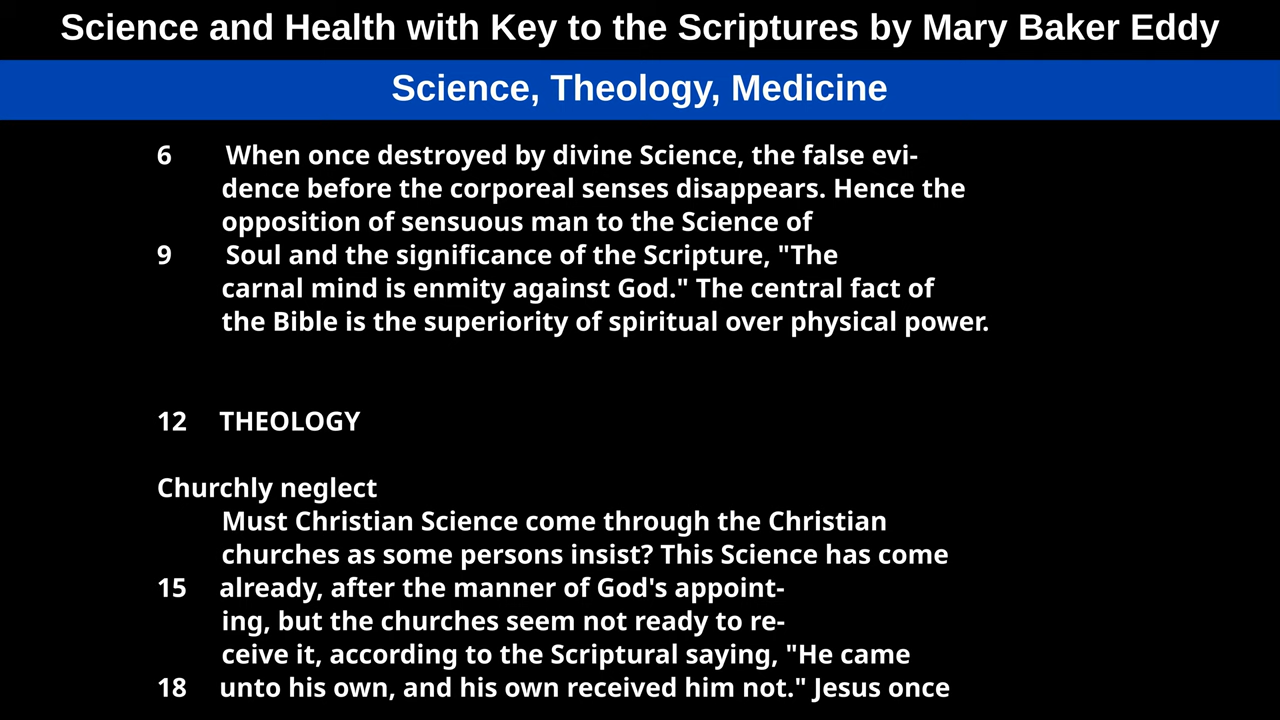 Science and Health with Key to the Scriptures by Mary Baker Eddy
Science, Theology, Medicine
6 When once destroyed by divine Science, the false evi-
dence before the corporeal senses disappears. Hence the
opposition of sensuous man to the Science of
9 Soul and the significance of the Scripture, "The
carnal mind is enmity against God." The central fact of
the Bible is the superiority of spiritual over physical power.
12 THEOLOGY
Churchly neglect
Must Christian Science come through the Christian
churches as some persons insist? This Science has come
15 already, after the manner of God's appoint-
ing, but the churches seem not ready to re-
ceive it, according to the Scriptural saying, "He came
18 unto his own, and his own received him not." Jesus once